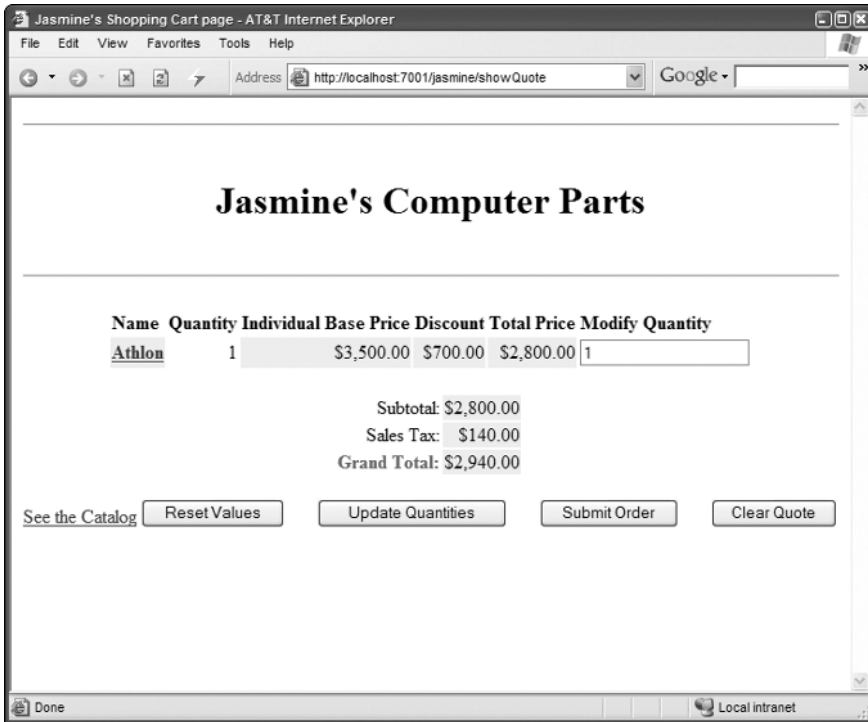 Jasmine's Shopping Cart page - AT&T Internet Explorer
File Edit View Favorites Tools Help
Address http://localhost:7001/jasmine/showQuote Google
Jasmine's Computer Parts
Name Quantity Individual Base Price Discount Total Price Modify Quantity
Athlon 1 $3,500.00 $700.00 $2,800.00 1
Subtotal: $2,800.00
Sales Tax: $140.00
Grand Total: $2,940.00
See the Catalog Reset Values Update Quantities Submit Order Clear Quote
Done Local intranet